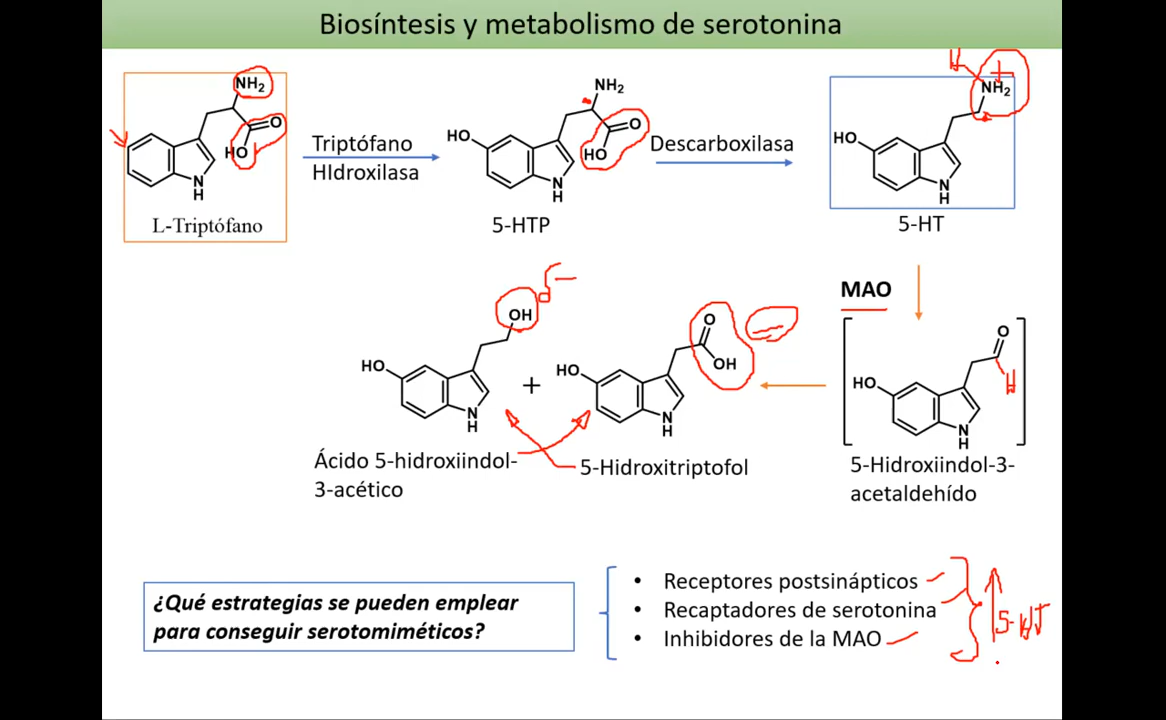 Biosíntesis y metabolismo de serotonina
NH2
O
HO
N
H
L-Triptófano
Triptófano
HIdroxilasa
HO
NH2
O
HO
N
H
5-HTP
Descarboxilasa
H
+
NH2
HO
N
H
5-HT
MAO
O
H
HO
N
H
5-Hidroxiindol-3-
acetaldehído
δ-
OH
HO
N
H
+
O
OH
HO
N
H
Ácido 5-hidroxiindol-
3-acético
5-Hidroxitriptofol
¿Qué estrategias se pueden emplear
para conseguir serotomiméticos?
• Receptores postsinápticos
• Recaptadores de serotonina
• Inhibidores de la MAO
5-HT